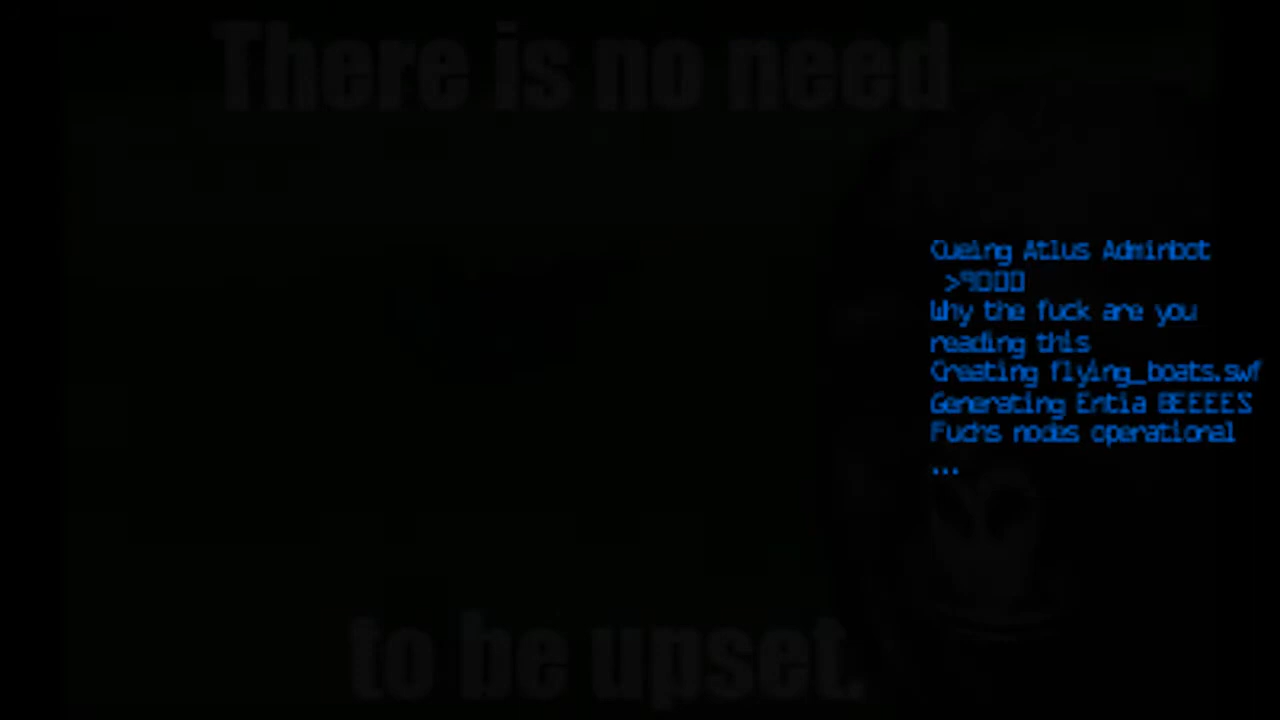 There is no need
Cueing Atlus Adminbot
>9000
Why the fuck are you
reading this
Creating flying_boats.swf
Generating Entia BEEEES
Fuchs nodes operational
...
to be upset.